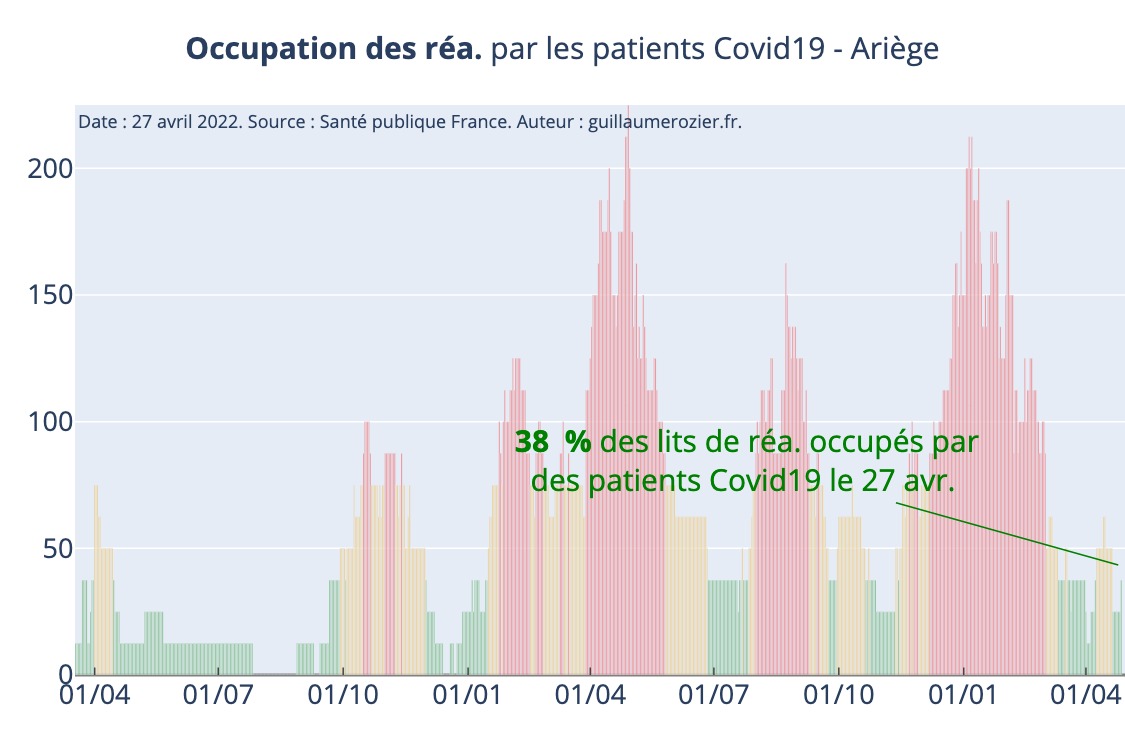 Occupation des réa. par les patients Covid19 - Ariège
Date : 27 avril 2022. Source : Santé publique France. Auteur : guillaumerozier.fr.
200
150
100
38 % des lits de réa. occupés par
des patients Covid19 le 27 avr.
50
0
01/04 01/07 01/10 01/01 01/04 01/07 01/10 01/01 01/04